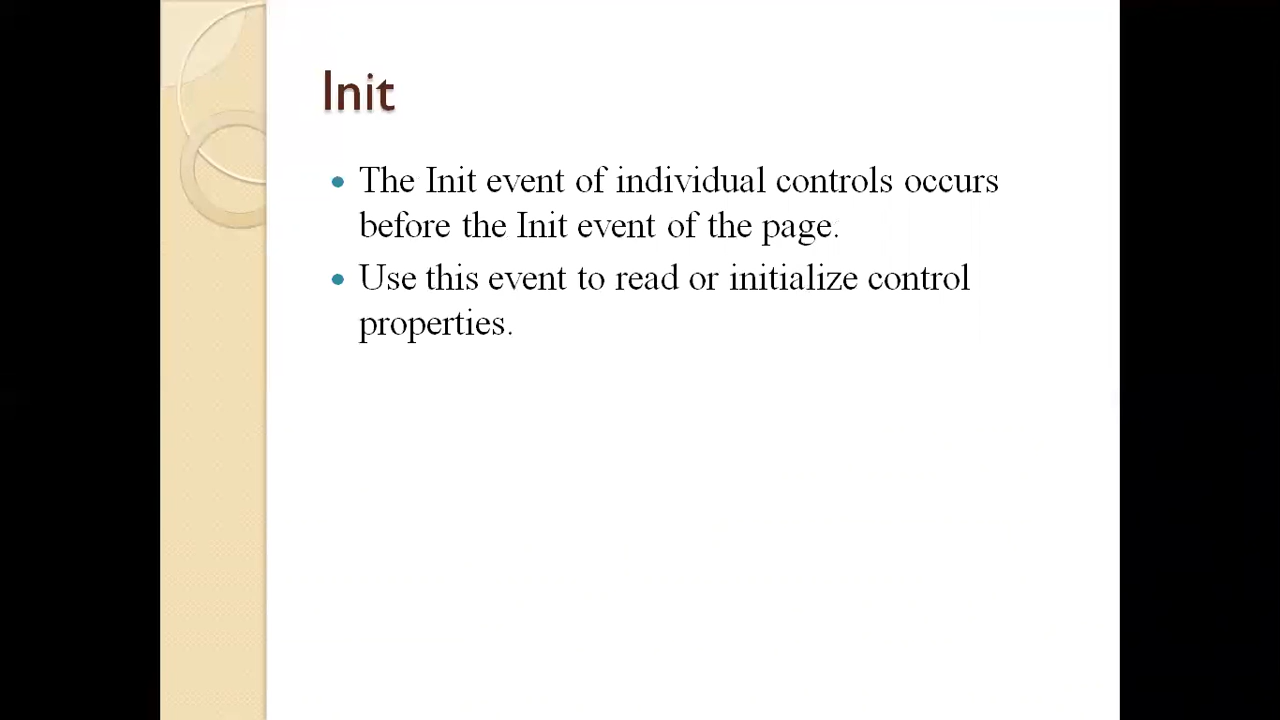 Init
The Init event of individual controls occurs
before the Init event of the page.
Use this event to read or initialize control
properties.